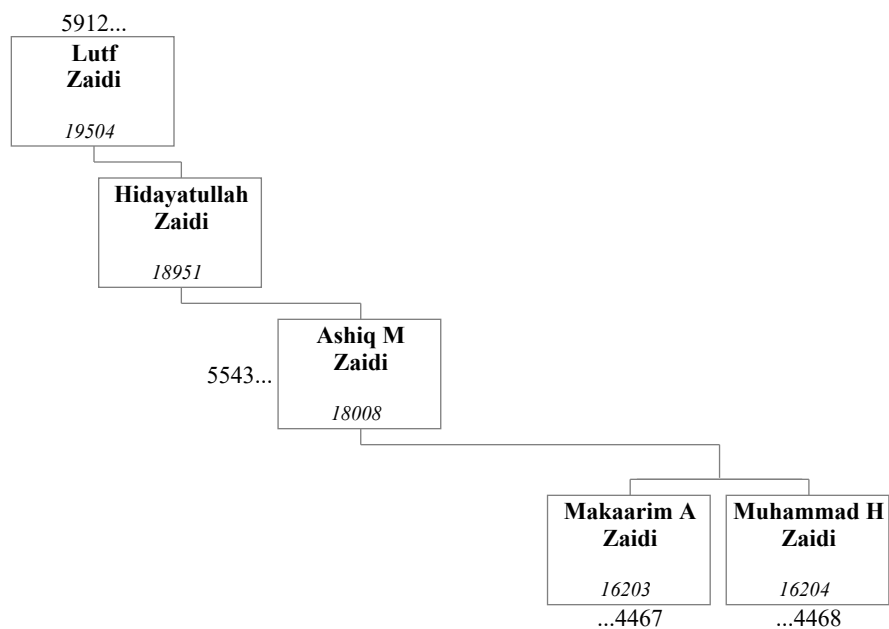 5912...
Lutf
Zaidi
19504
Hidayatullah
Zaidi
18951
Ashiq M
Zaidi
5543...
18008
Makaarim A
Zaidi
16203
...4467
Muhammad H
Zaidi
16204
...4468